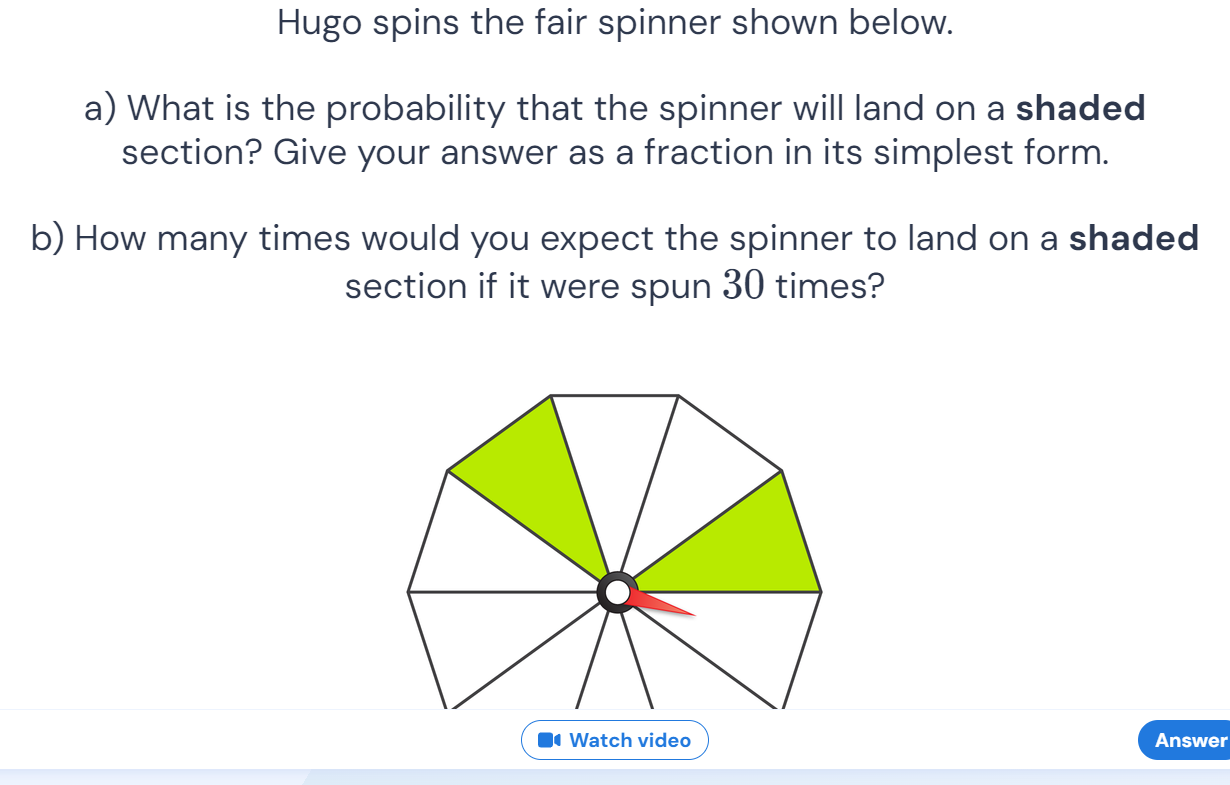 Hugo spins the fair spinner shown below.
a) What is the probability that the spinner will land on a shaded
section? Give your answer as a fraction in its simplest form.
b) How many times would you expect the spinner to land on a shaded
section if it were spun 30 times?
Watch video
Answer